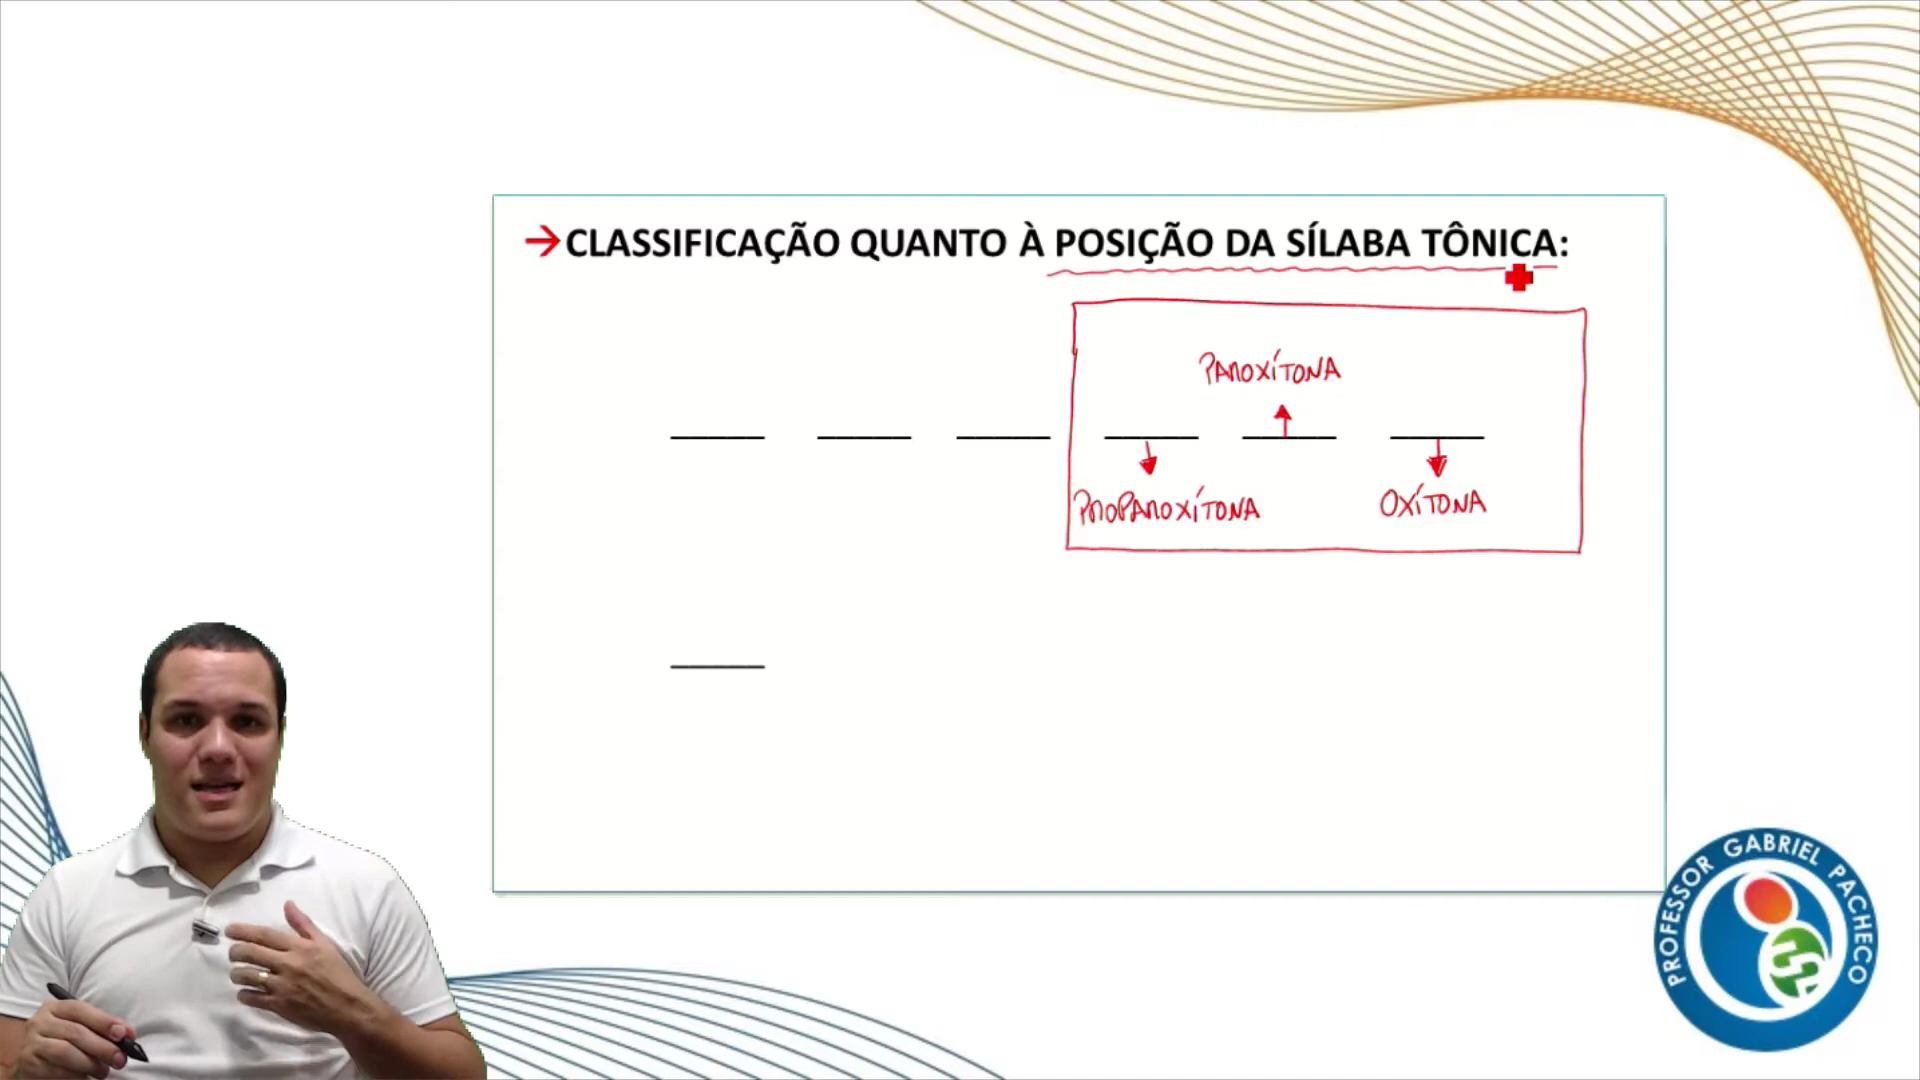 →CLASSIFICAÇÃO QUANTO À POSIÇÃO DA SÍLABA TÔNICA:
PAROXÍTONA
PROPAROXÍTONA
OXÍTONA
PROFESSOR GABRIEL PACHECO